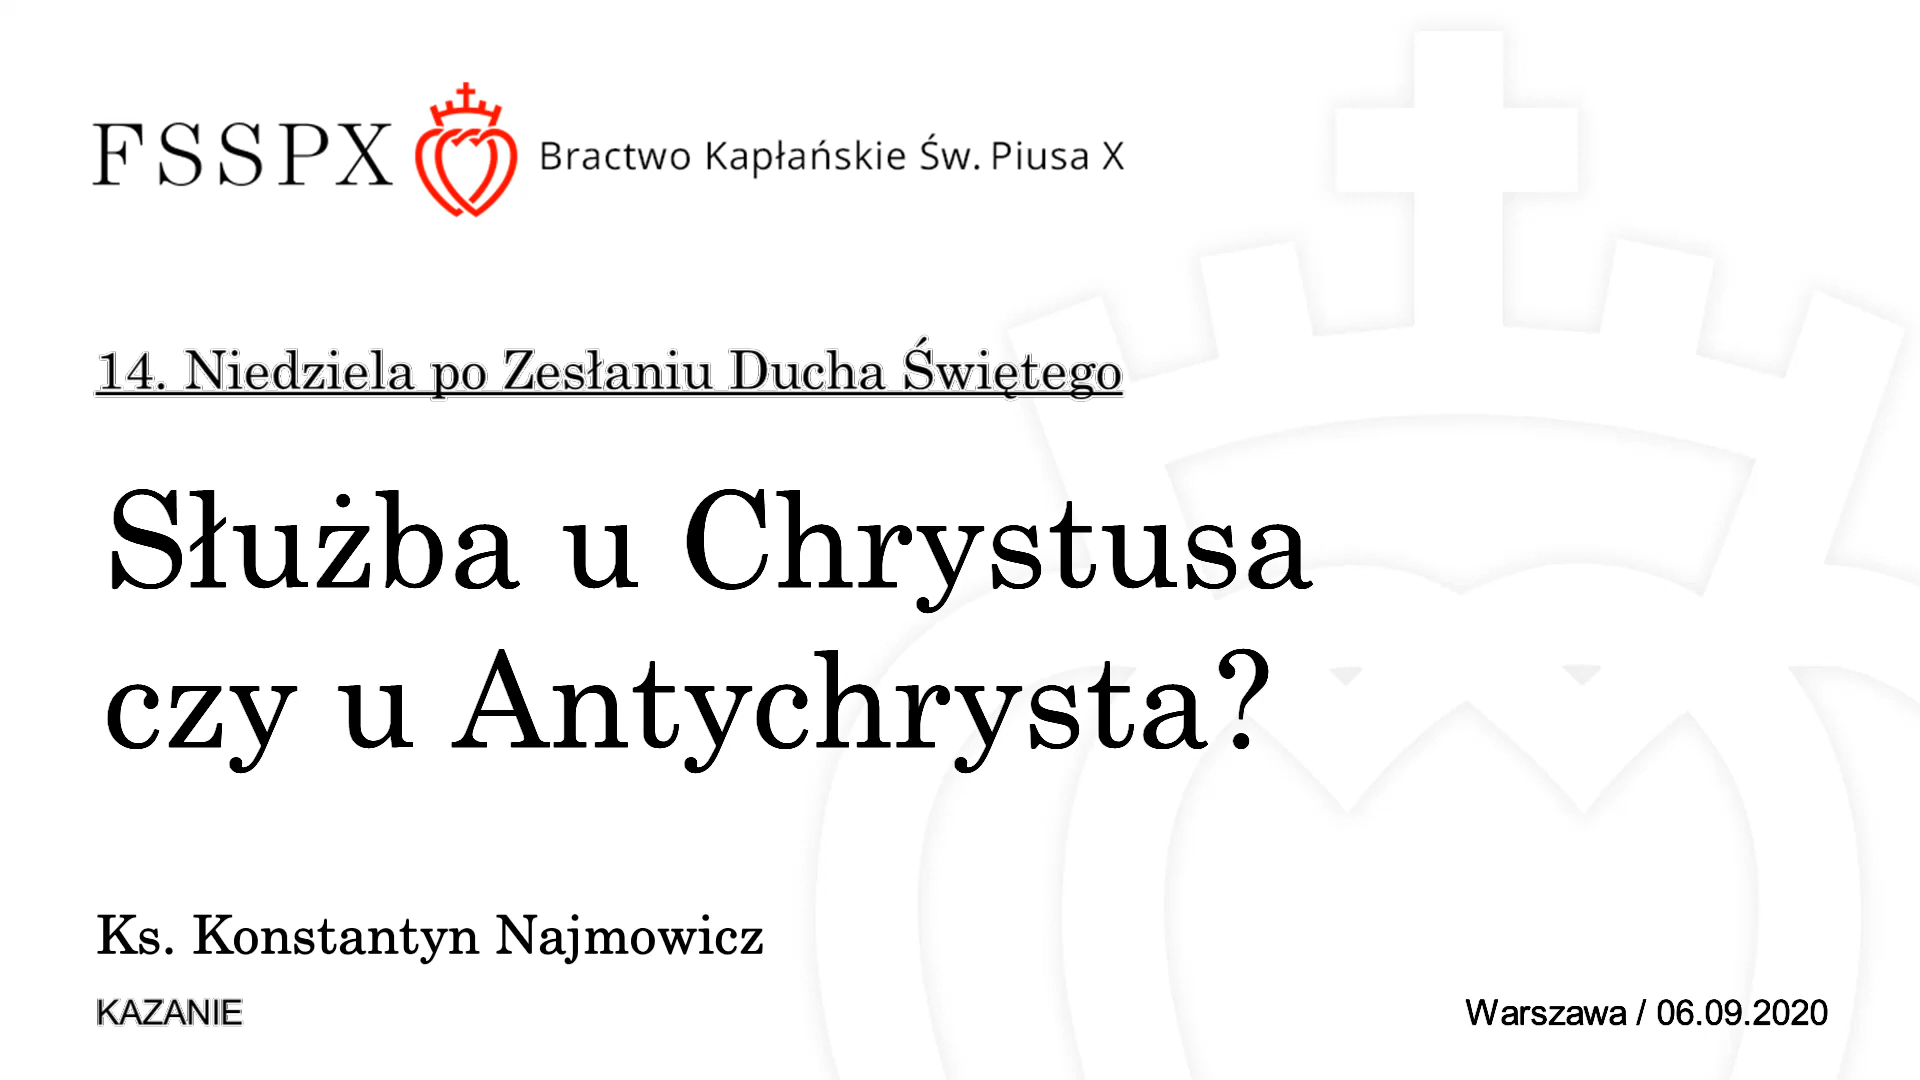 FSSPX Bractwo Kapłańskie Św. Piusa X
14. Niedziela po Zesłaniu Ducha Świętego
Służba u Chrystusa
czy u Antychrysta?
Ks. Konstantyn Najmowicz
KAZANIE
Warszawa / 06.09.2020